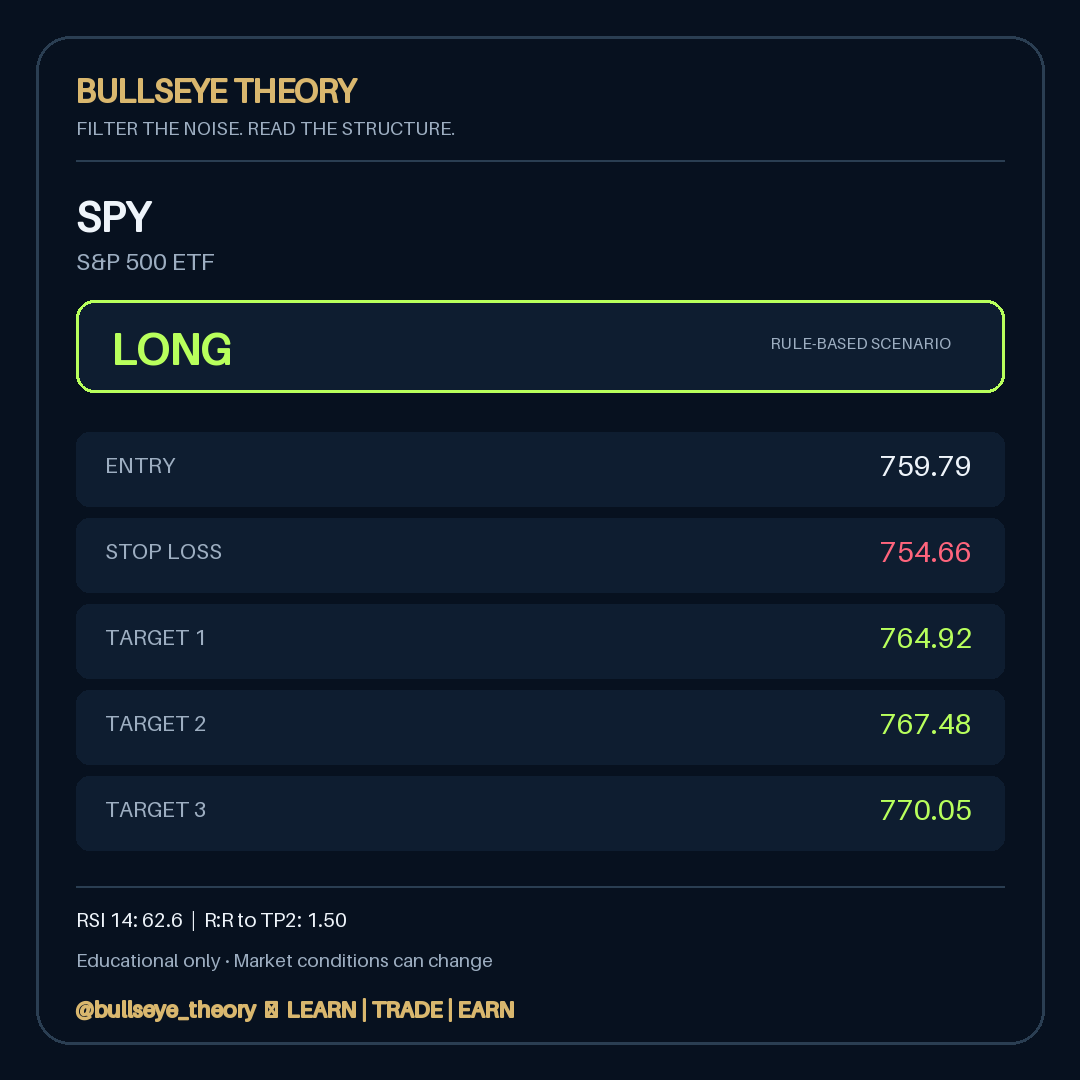 BULLSEYE THEORY
FILTER THE NOISE. READ THE STRUCTURE.
SPY
S&P 500 ETF
LONG RULE-BASED SCENARIO
ENTRY 759.79
STOP LOSS 754.66
TARGET 1 764.92
TARGET 2 767.48
TARGET 3 770.05
RSI 14: 62.6 | R:R to TP2: 1.50
Educational only · Market conditions can change
@bullseye_theory LEARN | TRADE | EARN